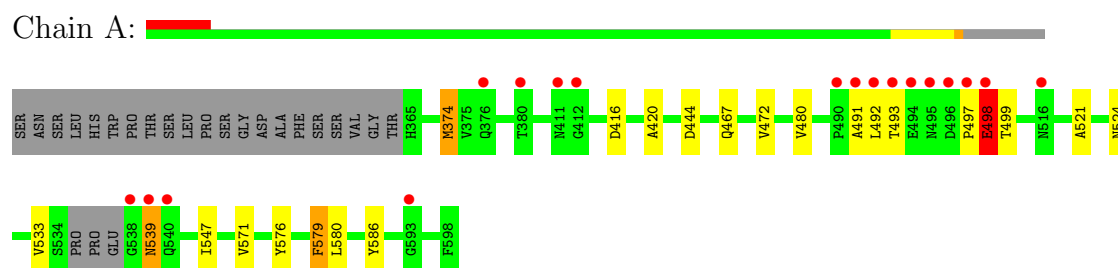 Chain A:
SER ASN SER LEU HIS TRP PRO THR SER LEU PRO SER GLY ASP ALA PHE SER SER VAL GLY THR H365 M374 V375 Q376 T380 N411 G412 D416 A420 D444 Q467 V472 V480 P490 A491 L492 T493 E494 N495 D496 P497 E498 T499 N516 A521 N524
V533 S534 PRO PRO GLU G538 N539 Q540 I547 V571 Y576 F579 L580 Y586 G593 F598